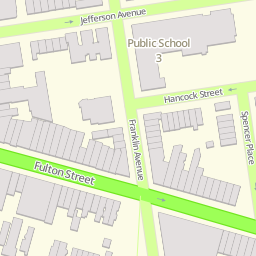 Jefferson Avenue
Public School
3
Hancock Street
Franklin Avenue
Spencer Place
Fulton Street